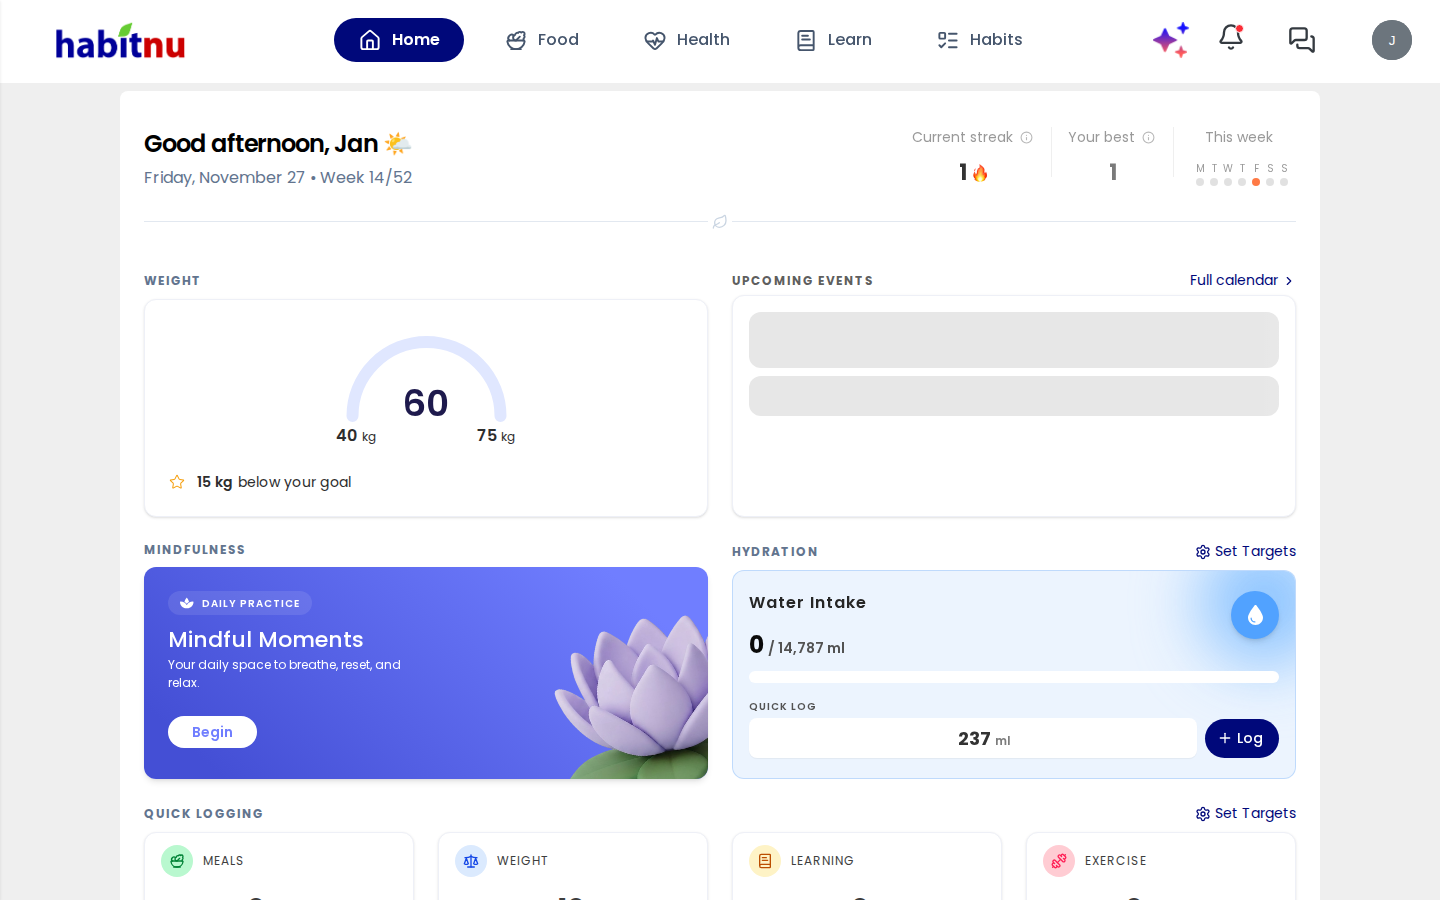 habitnu
Home
Food
Health
Learn
Habits
J
Good afternoon, Jan
Friday, November 27 • Week 14/52
Current streak
1
Your best
1
This week
M T W T F S S
WEIGHT
60
40 kg
75 kg
15 kg below your goal
UPCOMING EVENTS
Full calendar
MINDFULNESS
DAILY PRACTICE
Mindful Moments
Your daily space to breathe, reset, and
relax.
Begin
HYDRATION
Set Targets
Water Intake
0 / 14,787 ml
QUICK LOG
237 ml
+ Log
QUICK LOGGING
Set Targets
MEALS
WEIGHT
LEARNING
EXERCISE